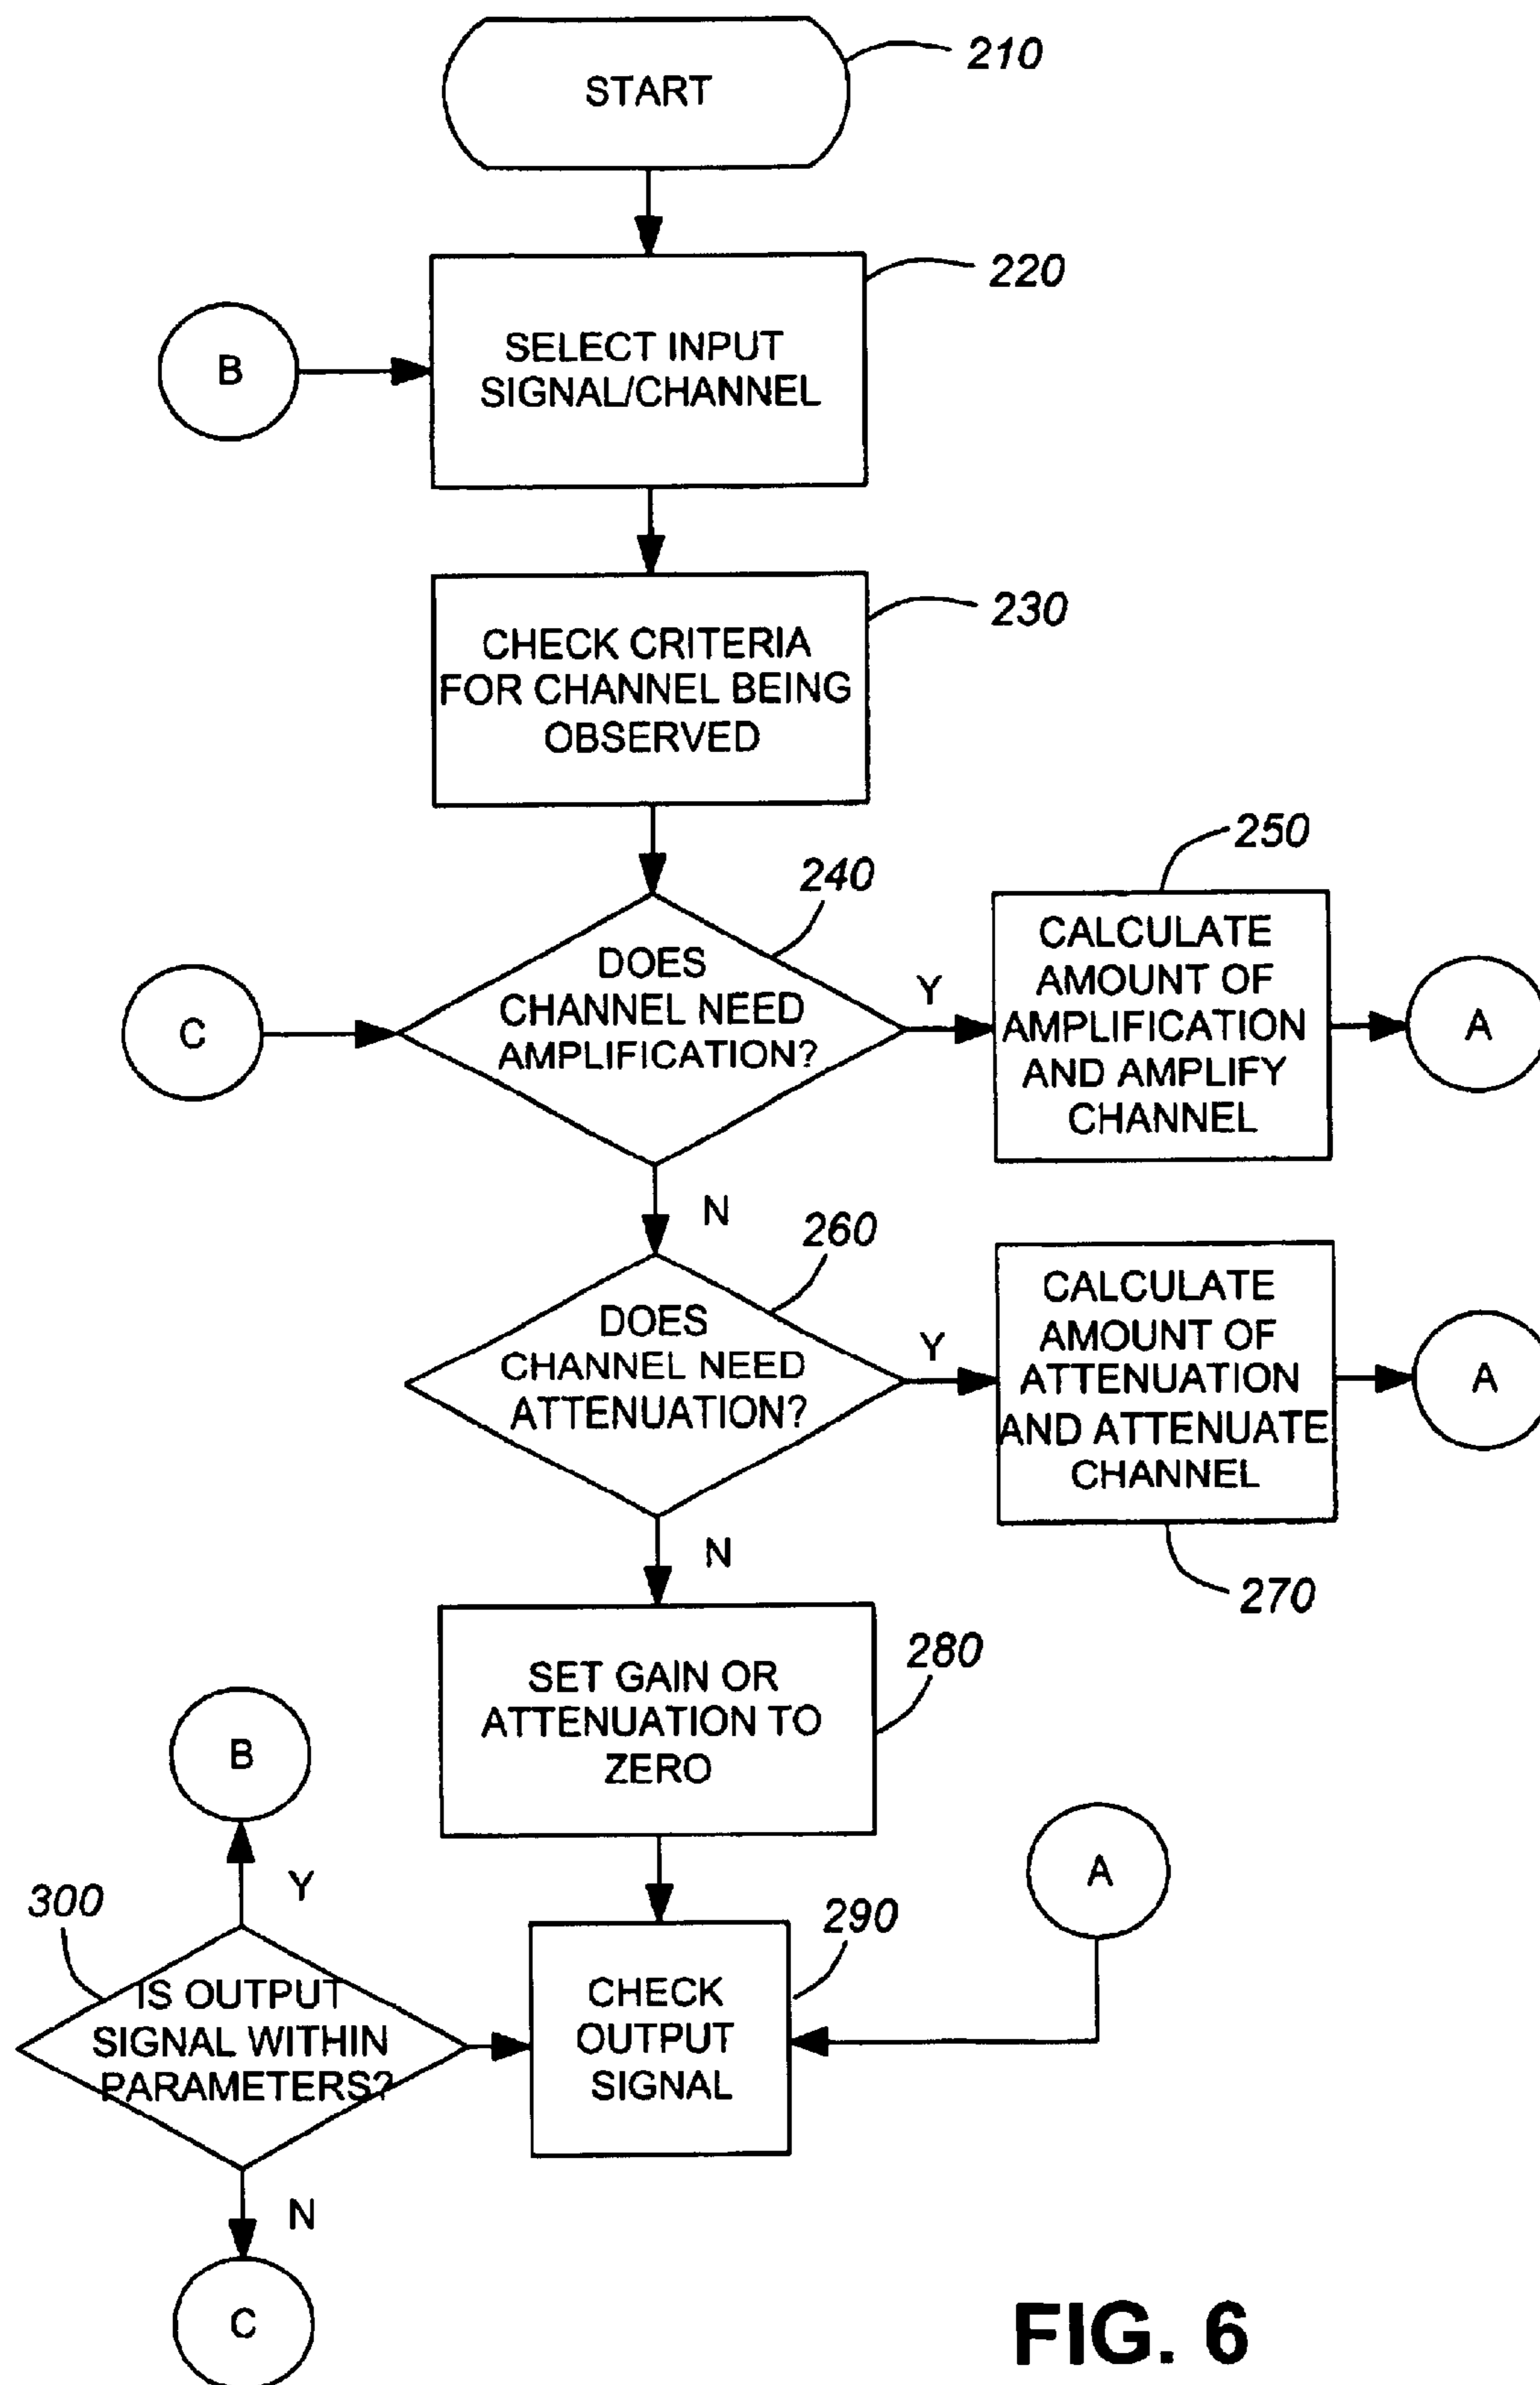 START
210
220
B
SELECT INPUT
SIGNAL/CHANNEL
230
CHECK CRITERIA
FOR CHANNEL BEING
OBSERVED
240
250
C
DOES
CHANNEL NEED
AMPLIFICATION?
Y
CALCULATE
AMOUNT OF
AMPLIFICATION
AND AMPLIFY
CHANNEL
A
N
260
DOES
CHANNEL NEED
ATTENUATION?
Y
CALCULATE
AMOUNT OF
ATTENUATION
AND ATTENUATE
CHANNEL
A
270
N
SET GAIN OR
ATTENUATION TO
ZERO
280
B
Y
A
300
IS OUTPUT
SIGNAL WITHIN
PARAMETERS?
290
CHECK
OUTPUT
SIGNAL
N
C
FIG. 6